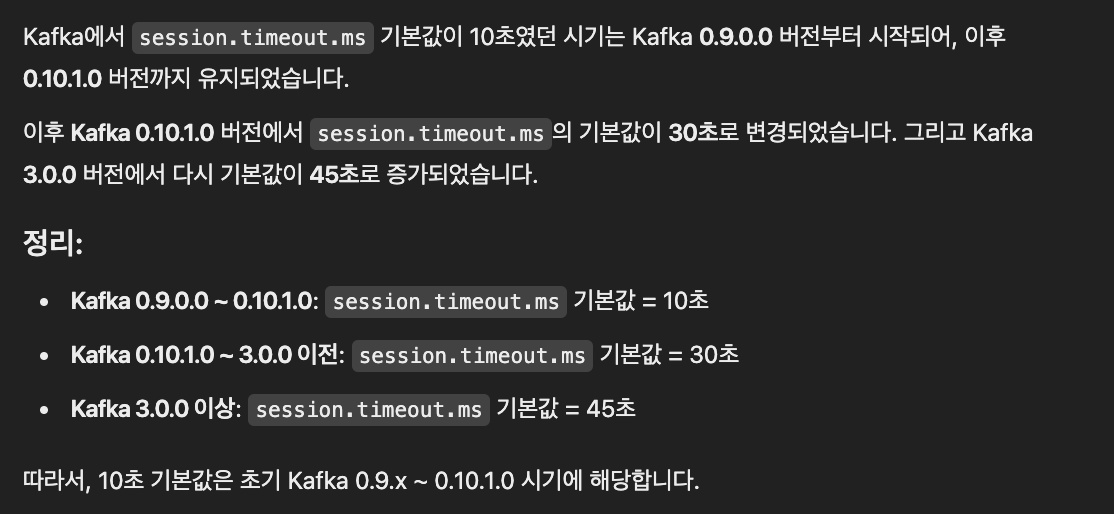 Kafka에서 session.timeout.ms 기본값이 10초였던 시기는 Kafka 0.9.0.0 버전부터 시작되어, 이후
0.10.1.0 버전까지 유지되었습니다.
이후 Kafka 0.10.1.0 버전에서 session.timeout.ms의 기본값이 30초로 변경되었습니다. 그리고 Kafka
3.0.0 버전에서 다시 기본값이 45초로 증가되었습니다.
정리:
• Kafka 0.9.0.0 ~ 0.10.1.0: session.timeout.ms 기본값 = 10초
• Kafka 0.10.1.0 ~ 3.0.0 이전: session.timeout.ms 기본값 = 30초
• Kafka 3.0.0 이상: session.timeout.ms 기본값 = 45초
따라서, 10초 기본값은 초기 Kafka 0.9.x ~ 0.10.1.0 시기에 해당합니다.